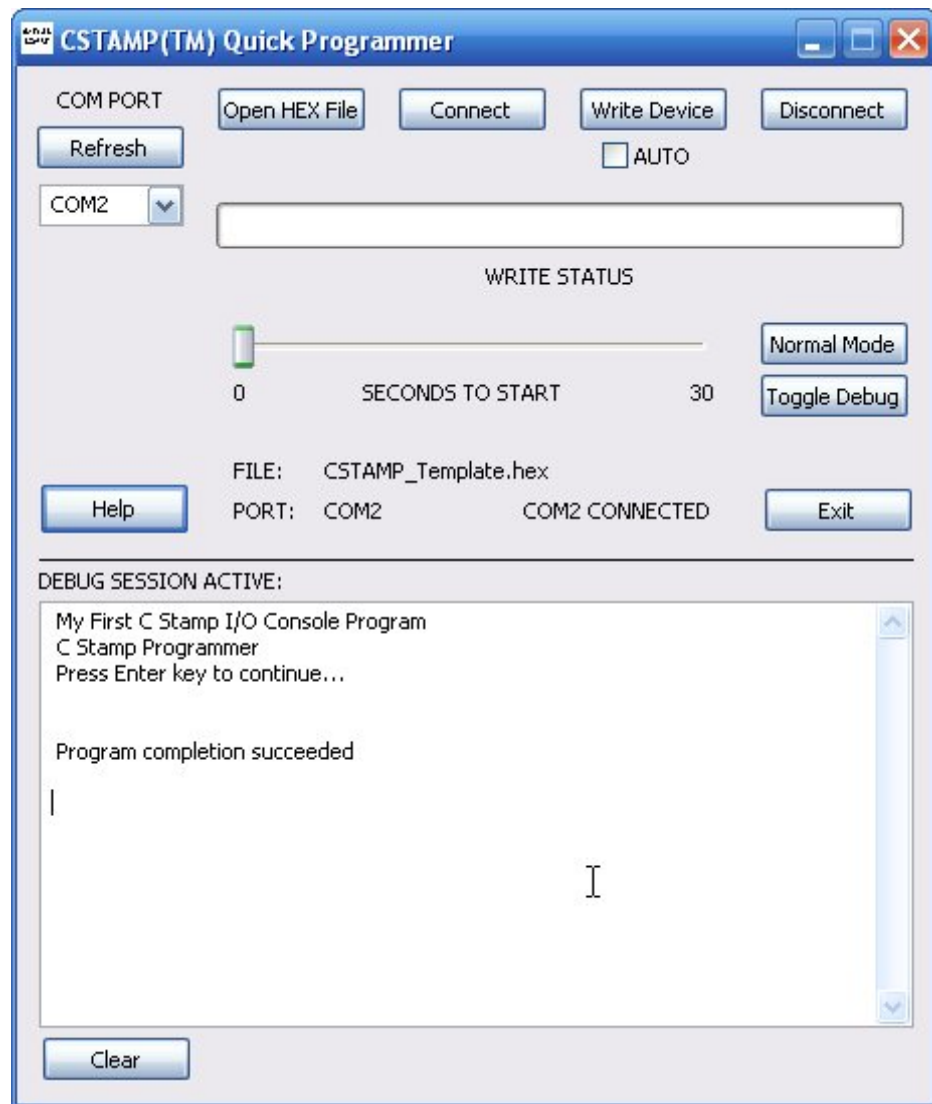 CSTAMP(TM) Quick Programmer
COM PORT
Open HEX File
Connect
Write Device
Disconnect
Refresh
AUTO
COM2
WRITE STATUS
Normal Mode
0 SECONDS TO START 30
Toggle Debug
FILE: CSTAMP_Template.hex
Help
PORT: COM2 COM2 CONNECTED
Exit
DEBUG SESSION ACTIVE:
My First C Stamp I/O Console Program
C Stamp Programmer
Press Enter key to continue...
Program completion succeeded
Clear